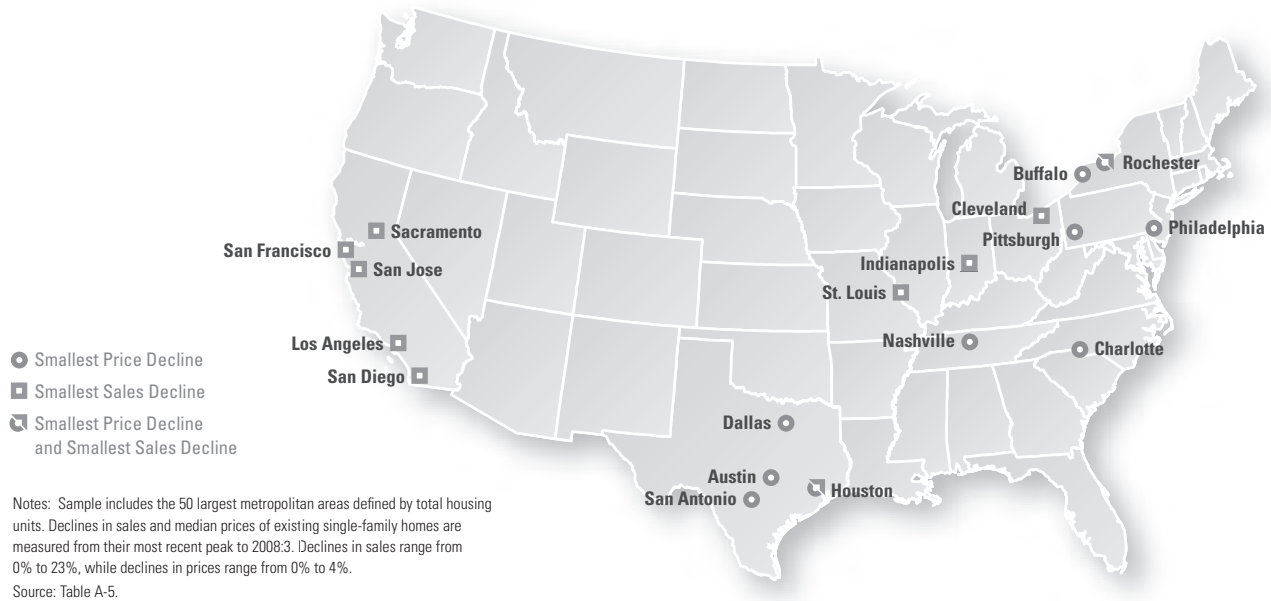 Rochester
Buffalo
Cleveland
Pittsburgh
Philadelphia
Sacramento
San Francisco
San Jose
Indianapolis
St. Louis
Los Angeles
San Diego
Nashville
Charlotte
Dallas
Austin
San Antonio
Houston
Smallest Price Decline
Smallest Sales Decline
Smallest Price Decline
and Smallest Sales Decline
Notes: Sample includes the 50 largest metropolitan areas defined by total housing
units. Declines in sales and median prices of existing single-family homes are
measured from their most recent peak to 2008:3. Declines in sales range from
0% to 23%, while declines in prices range from 0% to 4%.
Source: Table A-5.